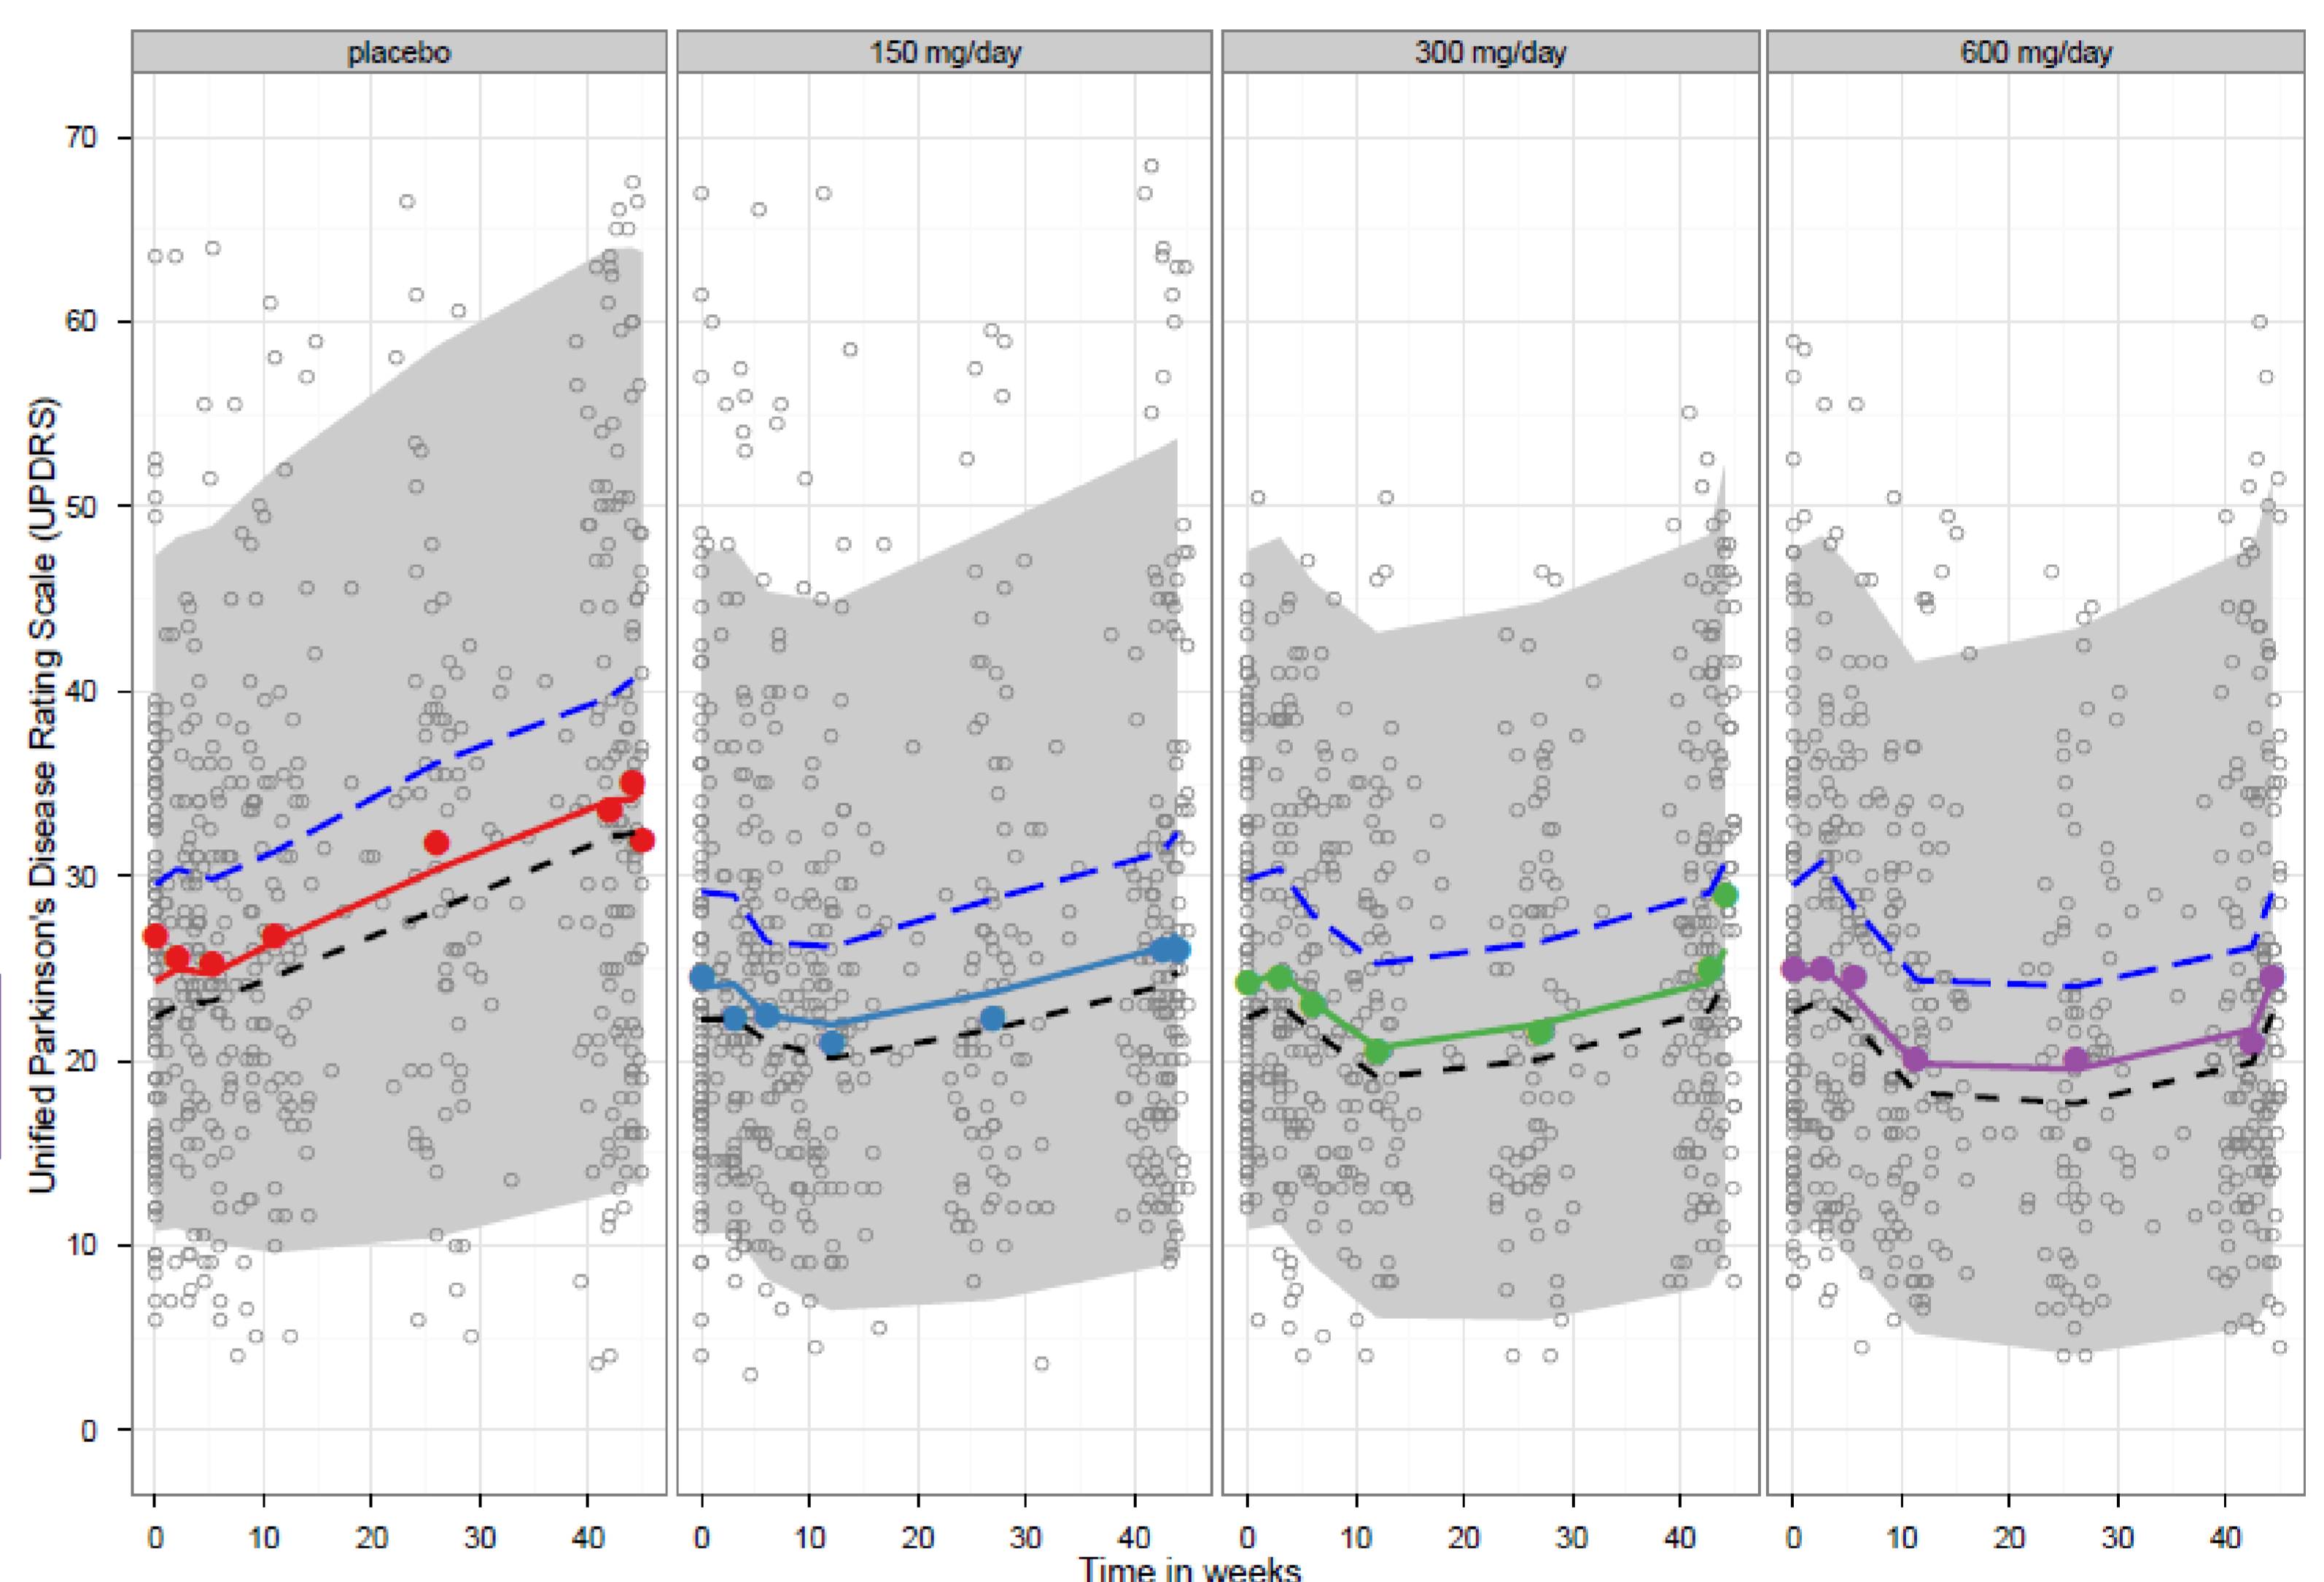 placebo 150 mg/day 300 mg/day 600 mg/day
Unified Parkinson's Disease Rating Scale (UPDRS)
70
60
50
40
30
20
10
0
0 10 20 30 40 0 10 20 30 40 0 10 20 30 40 0 10 20 30 40
Time in weeks